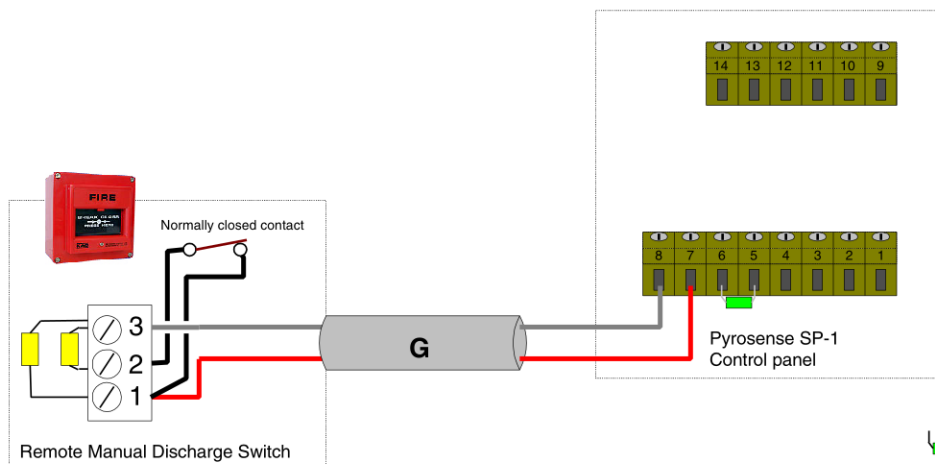 14 13 12 11 10 9
FIRE
Normally closed contact
8 7 6 5 4 3 2 1
3
2
1
G
Pyrosense SP-1
Control panel
Remote Manual Discharge Switch